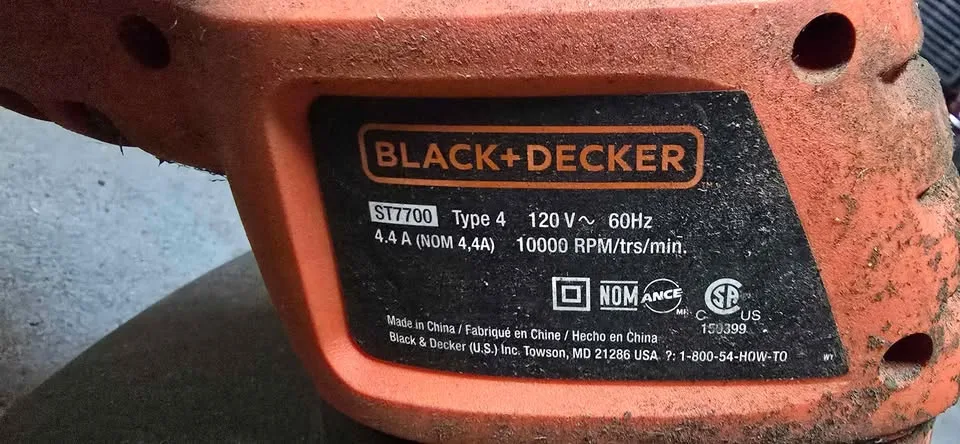 BLACK+DECKER
ST7700 Type 4 120 V~ 60Hz
4.4 A (NOM 4,4A) 10000 RPM/trs/min.
NOM ANCE
C SA US
159399
Made in China / Fabriqué en Chine / Hecho en China
Black & Decker (U.S.) Inc. Towson, MD 21286 USA ?: 1-800-54-HOW-TO